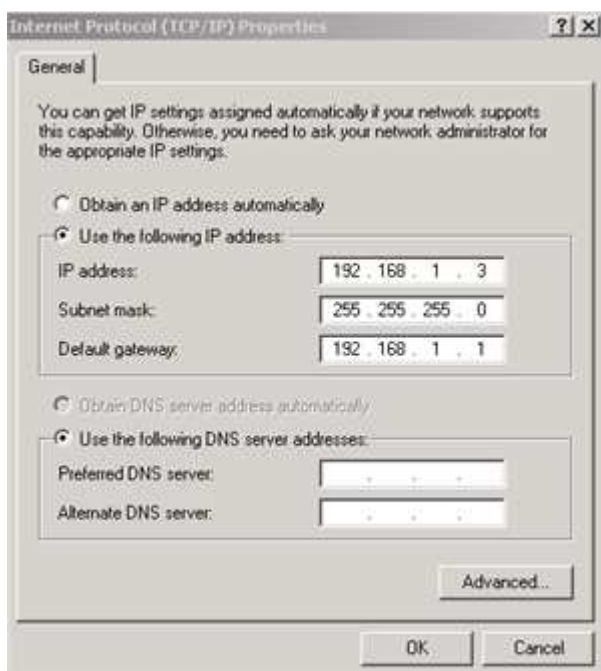 Internet Protocol (TCP/IP) Properties
General
You can get IP settings assigned automatically if your network supports
this capability. Otherwise, you need to ask your network administrator for
the appropriate IP settings.
Obtain an IP address automatically
Use the following IP address:
IP address: 192 . 168 . 1 . 3
Subnet mask: 255 . 255 . 255 . 0
Default gateway: 192 . 168 . 1 . 1
Obtain DNS server address automatically
Use the following DNS server addresses:
Preferred DNS server: . . .
Alternate DNS server: . . .
Advanced...
OK Cancel